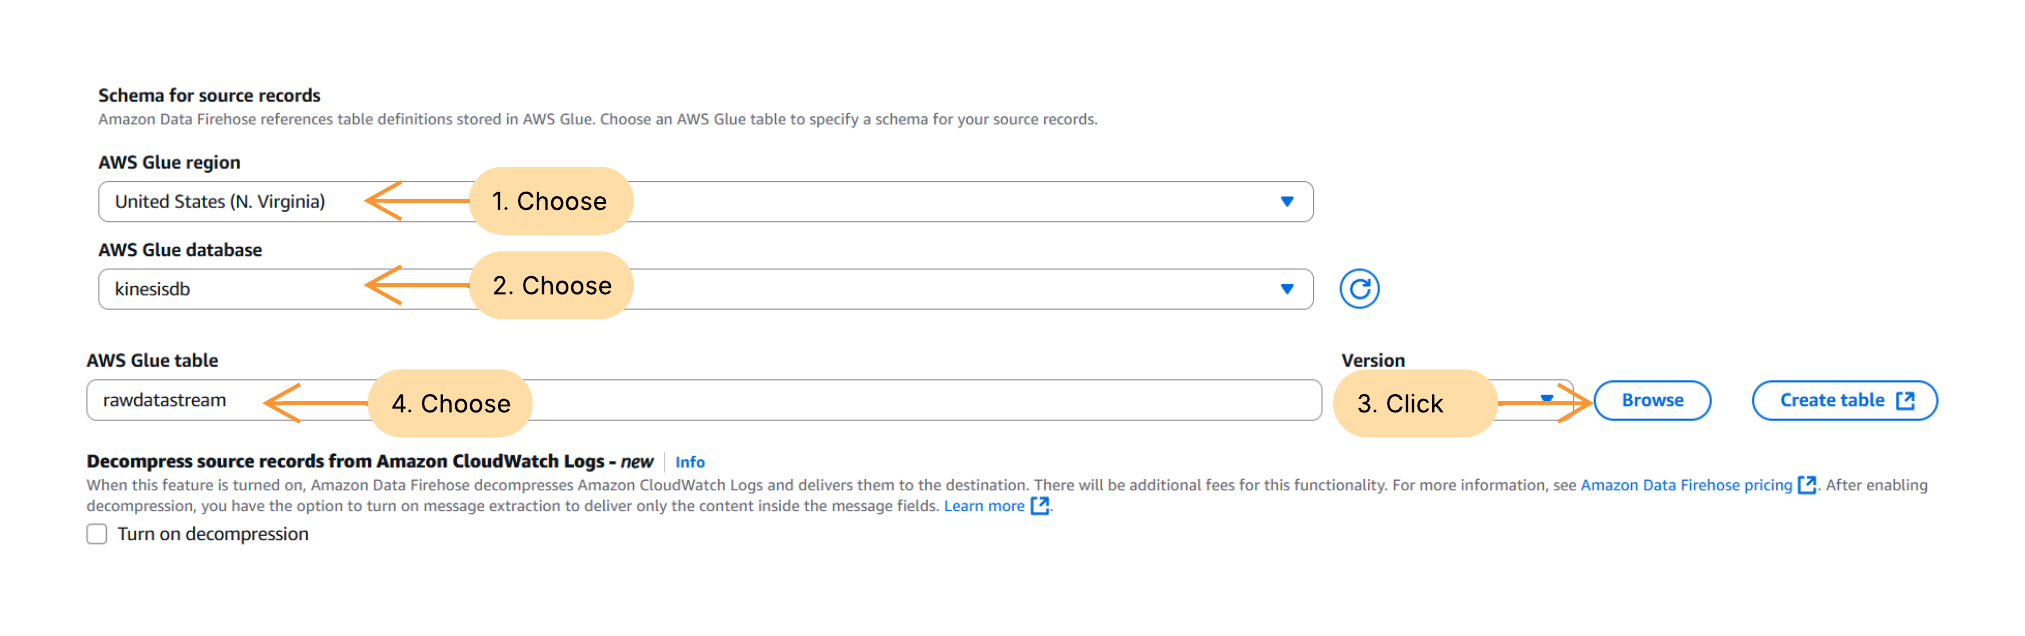 Schema for source records
Amazon Data Firehose references table definitions stored in AWS Glue. Choose an AWS Glue table to specify a schema for your source records.
AWS Glue region
United States (N. Virginia)
1. Choose
AWS Glue database
kinesisdb
2. Choose
AWS Glue table
Version
rawdatastream
4. Choose
3. Click
Browse
Create table
Decompress source records from Amazon CloudWatch Logs - new
Info
When this feature is turned on, Amazon Data Firehose decompresses Amazon CloudWatch Logs and delivers them to the destination. There will be additional fees for this functionality. For more information, see Amazon Data Firehose pricing. After enabling
decompression, you have the option to turn on message extraction to deliver only the content inside the message fields. Learn more.
Turn on decompression